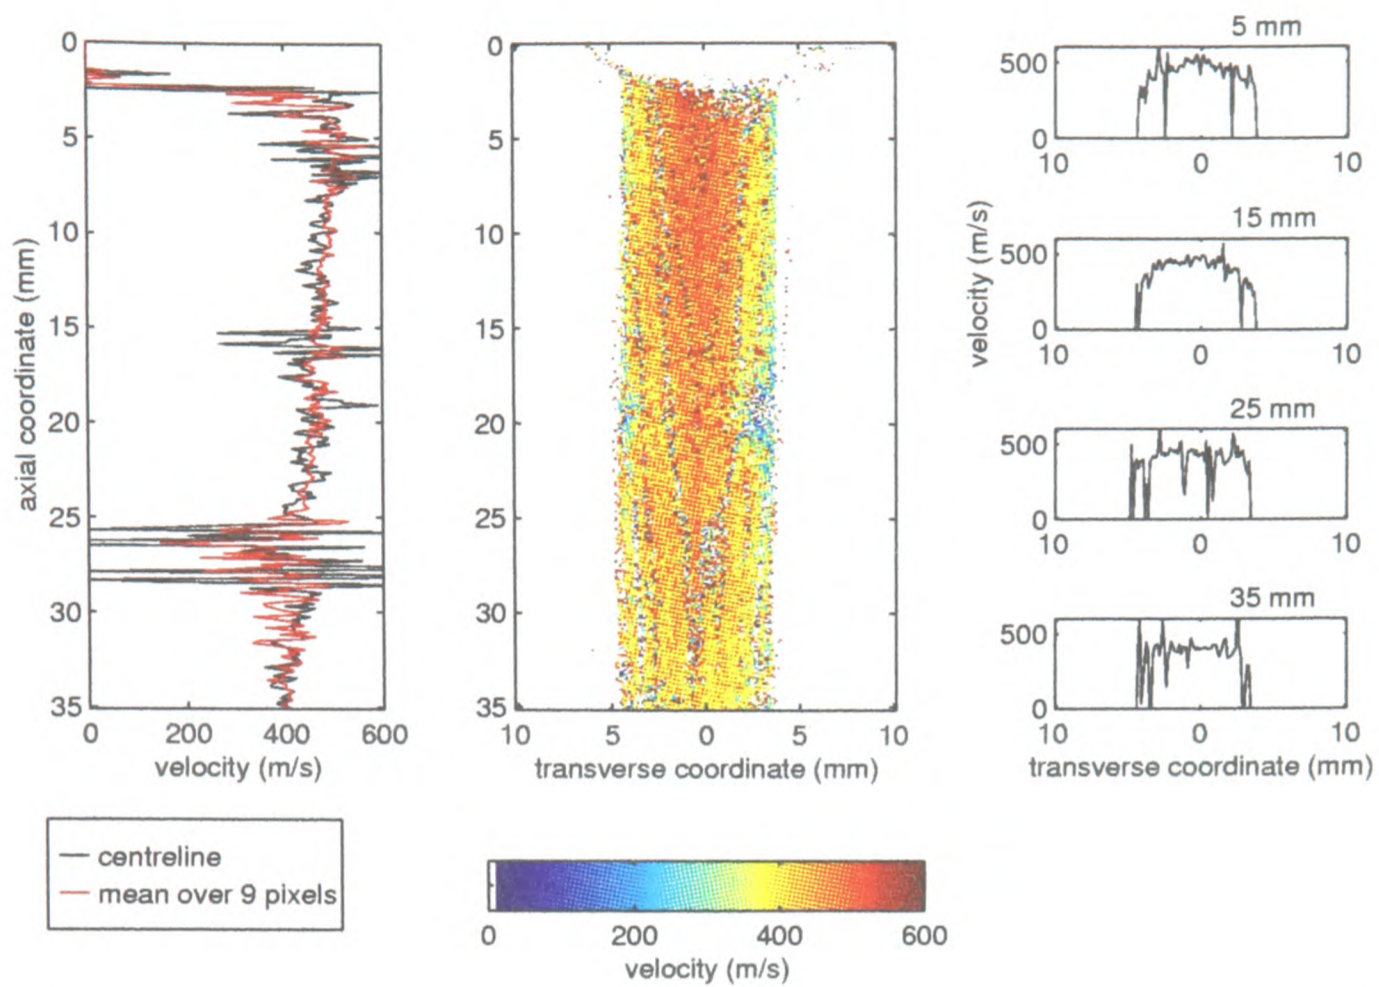 0
5
10
15
20
25
30
35
axial coordinate (mm)
0 200 400 600
velocity (m/s)
centreline
mean over 9 pixels
0
5
10
15
20
25
30
35
10 5 0 5 10
transverse coordinate (mm)
0 200 400 600
velocity (m/s)
velocity (m/s)
5 mm
500
0
10 0 10
15 mm
500
0
10 0 10
25 mm
500
0
10 0 10
35 mm
500
0
10 0 10
transverse coordinate (mm)